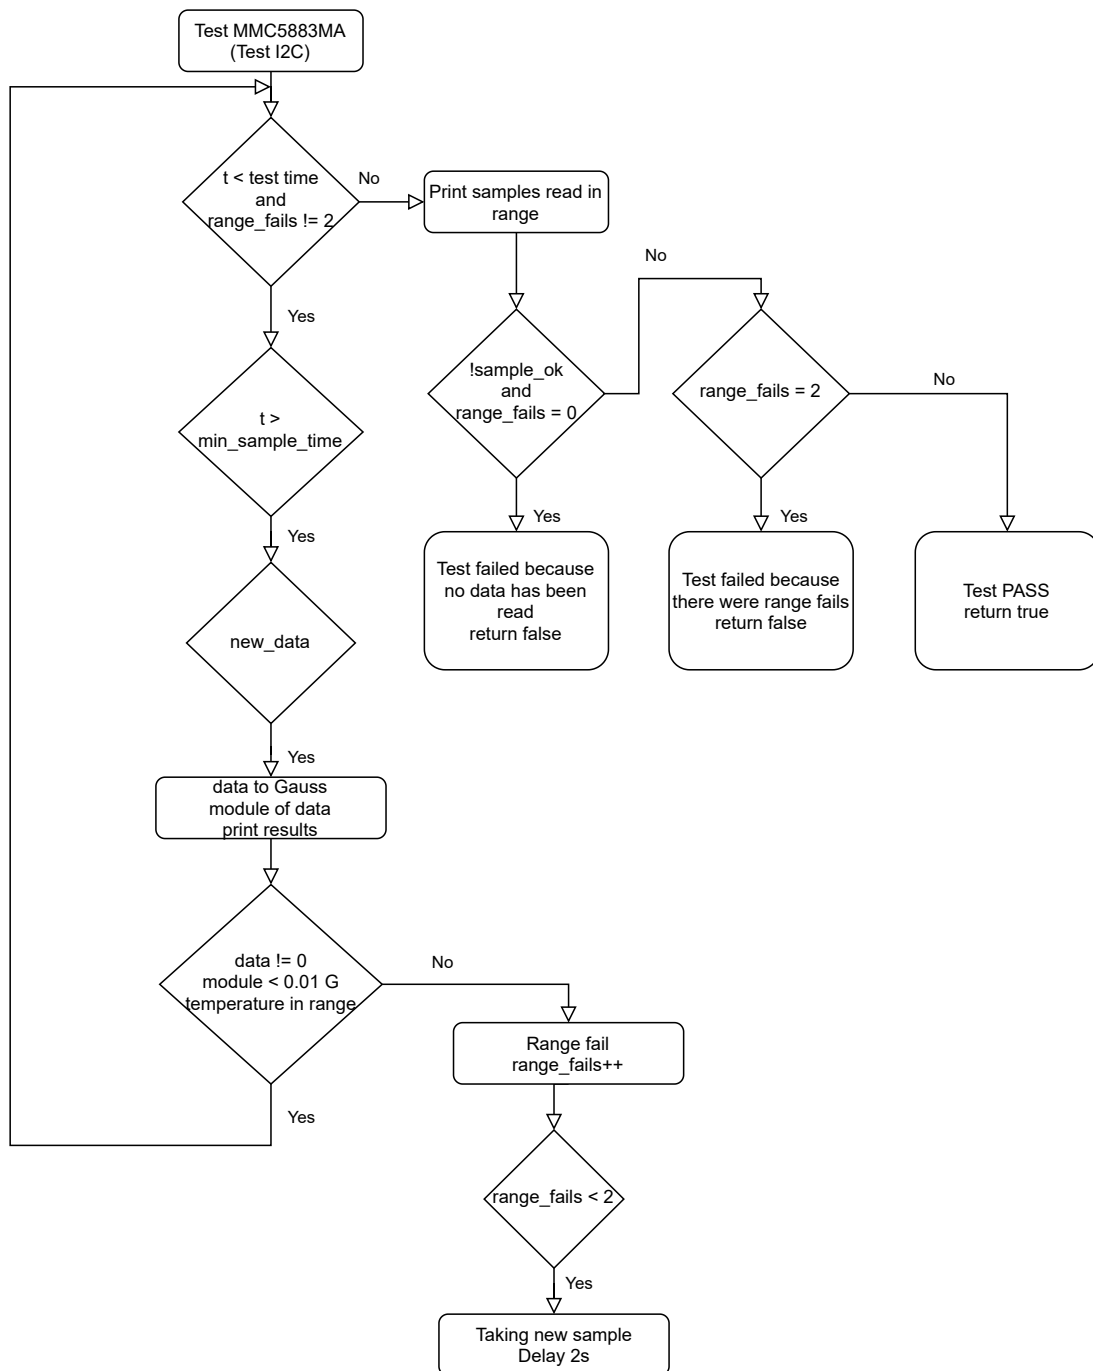 Test MMC5883MA
(Test I2C)
t < test time
and
range_fails != 2
No
Print samples read in
range
Yes
No
!sample_ok
and
range_fails = 0
range_fails = 2
No
t >
min_sample_time
Yes
Yes
Yes
Test failed because
no data has been
read
return false
Test failed because
there were range fails
return false
Test PASS
return true
new_data
Yes
data to Gauss
module of data
print results
data != 0
module < 0.01 G
temperature in range
No
Yes
Range fail
range_fails++
range_fails < 2
Yes
Taking new sample
Delay 2s